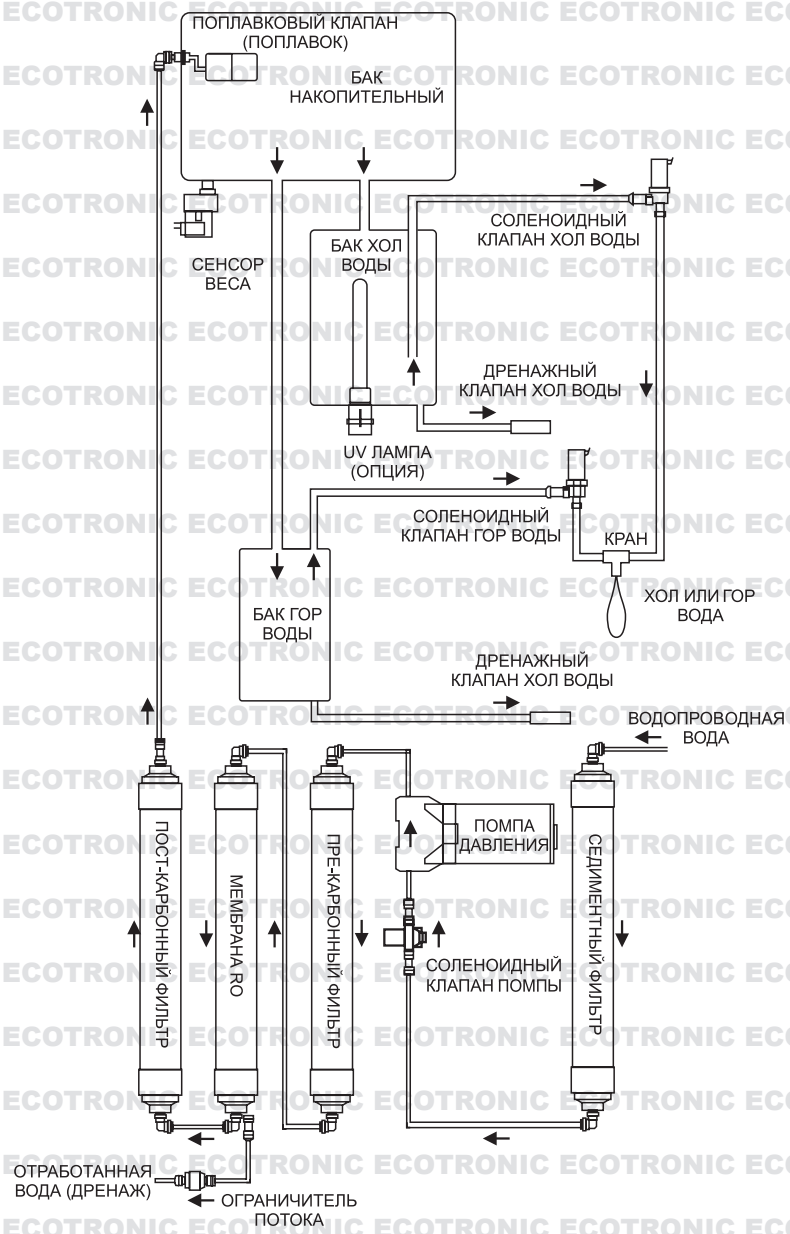 ПОПЛАВКОВЫЙ КЛАПАН
(ПОПЛАВОК)
БАК
НАКОПИТЕЛЬНЫЙ
СОЛЕНОИДНЫЙ
КЛАПАН ХОЛ ВОДЫ
БАК ХОЛ
ВОДЫ
СЕНСОР
ВЕСА
ДРЕНАЖНЫЙ
КЛАПАН ХОЛ ВОДЫ
UV ЛАМПА
(ОПЦИЯ)
СОЛЕНОИДНЫЙ
КЛАПАН ГОР ВОДЫ
КРАН
ХОЛ ИЛИ ГОР
ВОДА
БАК ГОР
ВОДЫ
ДРЕНАЖНЫЙ
КЛАПАН ХОЛ ВОДЫ
ВОДОПРОВОДНАЯ
ВОДА
ПОСТ-КАРБОННЫЙ ФИЛЬТР
МЕМБРАНА RO
ПРЕ-КАРБОННЫЙ ФИЛЬТР
ПОМПА
ДАВЛЕНИЯ
СЕДИМЕНТНЫЙ ФИЛЬТР
СОЛЕНОИДНЫЙ
КЛАПАН ПОМПЫ
ОТРАБОТАННАЯ
ВОДА (ДРЕНАЖ)
ОГРАНИЧИТЕЛЬ
ПОТОКА
ECOTRONIC ECOTRONIC ECOTRONIC ECOTRONIC